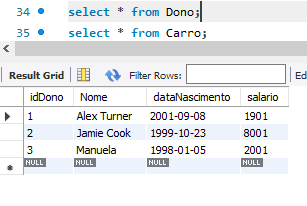 34 select * from Dono;
35 select * from Carro;
Result Grid Filter Rows: Ed
idDono Nome dataNascimento salario
1 Alex Turner 2001-09-08 1901
2 Jamie Cook 1999-10-23 8001
3 Manuela 1998-01-05 2001
NULL NULL NULL NULL